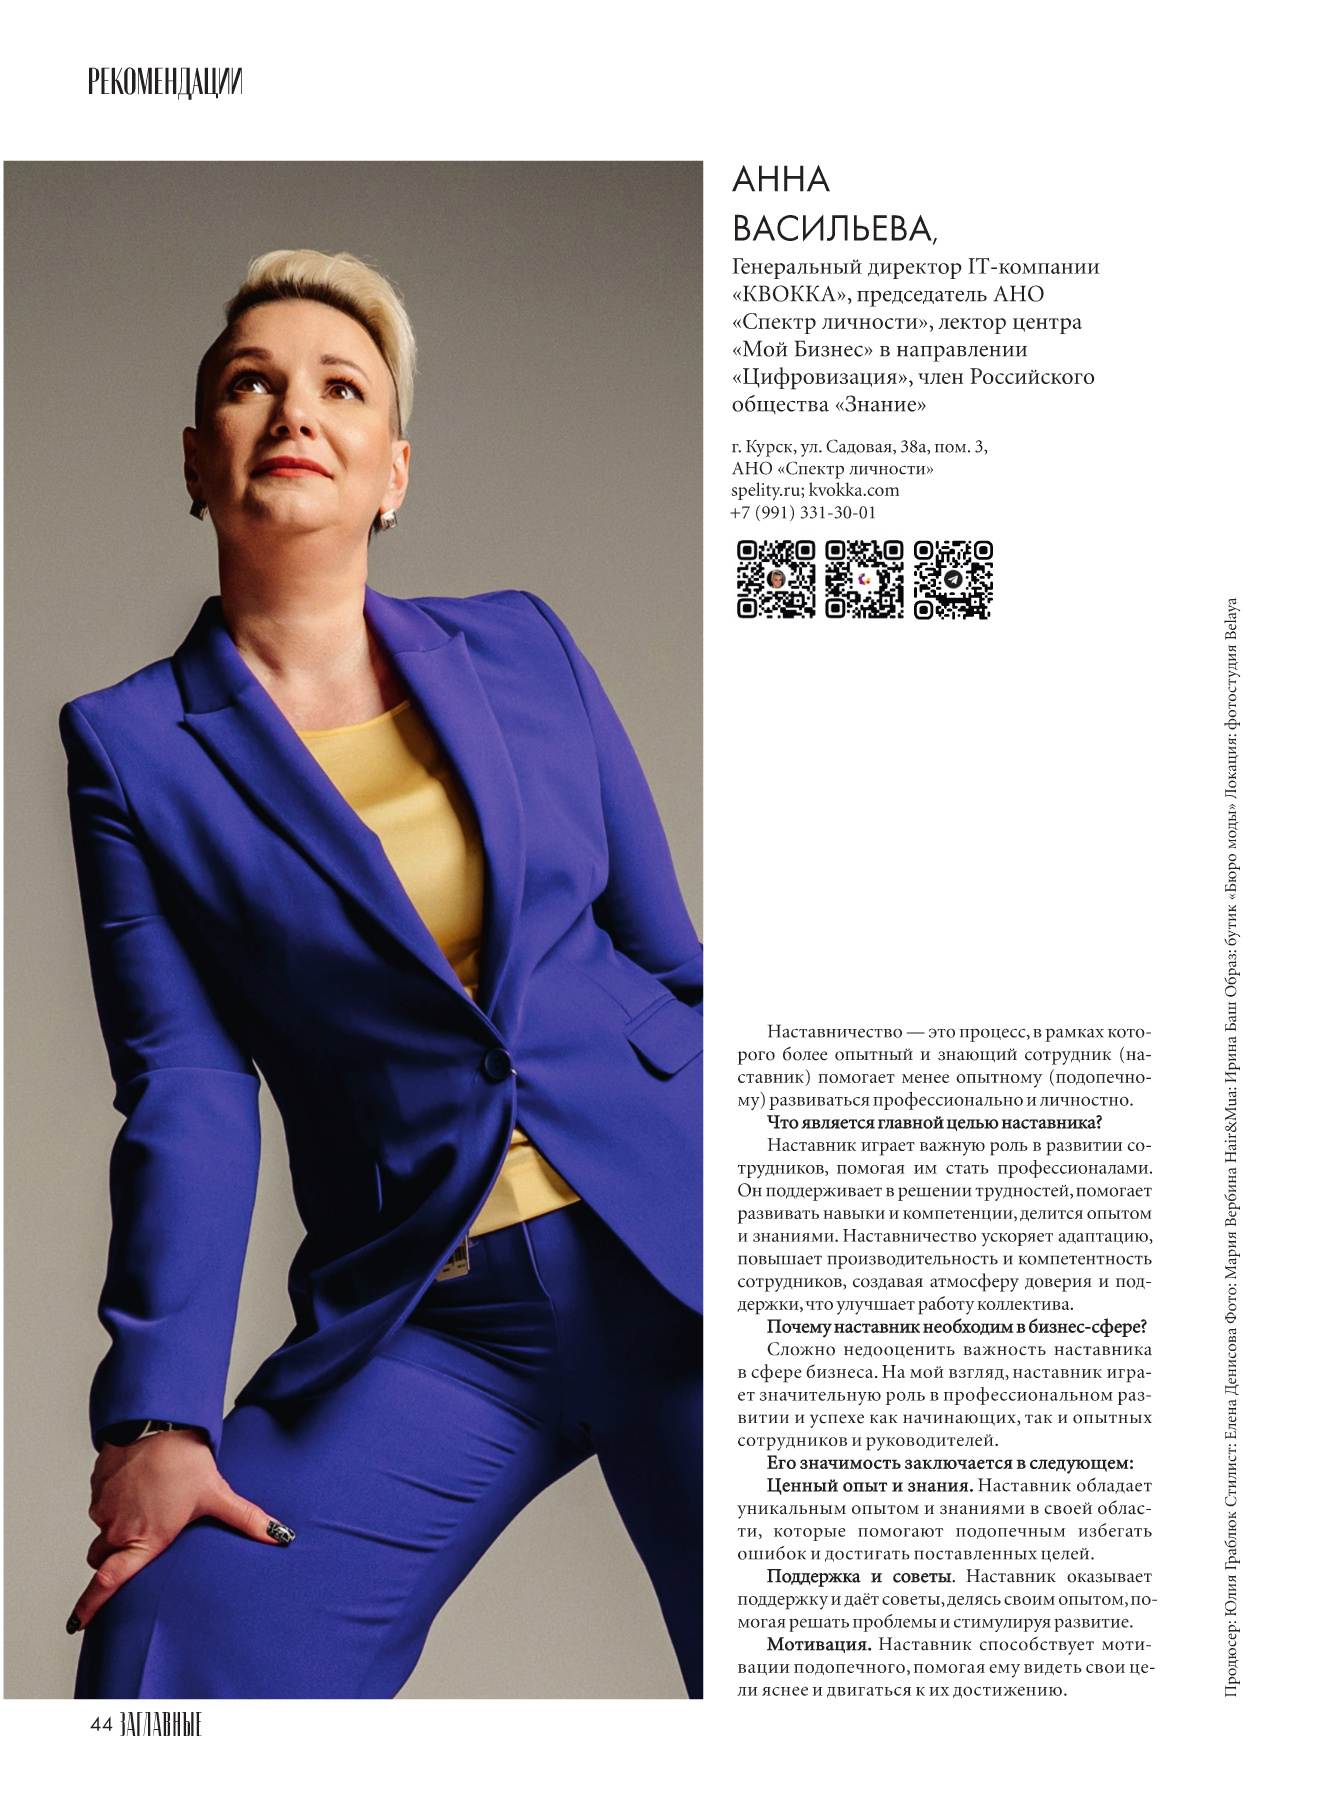 РЕКОМЕНДАЦИИ
АННА
ВАСИЛЬЕВА,
Генеральный директор IT-компании
«КВОККА», председатель АНО
«Спектр личности», лектор центра
«Мой Бизнес» в направлении
«Цифровизация», член Российского
общества «Знание»
г. Курск, ул. Садовая, 38а, пом. 3,
АНО «Спектр личности»
spelity.ru; kvokka.com
+7 (991) 331-30-01
Наставничество — это процесс, в рамках кото-
рого более опытный и знающий сотрудник (на-
ставник) помогает менее опытному (подопечно-
му) развиваться профессионально и личностно.
Что является главной целью наставника?
Наставник играет важную роль в развитии со-
трудников, помогая им стать профессионалами.
Он поддерживает в решении трудностей, помогает
развивать навыки и компетенции, делится опытом
и знаниями. Наставничество ускоряет адаптацию,
повышает производительность и компетентность
сотрудников, создавая атмосферу доверия и под-
держки, что улучшает работу коллектива.
Почему наставник необходим в бизнес-сфере?
Сложно недооценить важность наставника
в сфере бизнеса. На мой взгляд, наставник игра-
ет значительную роль в профессиональном раз-
витии и успехе как начинающих, так и опытных
сотрудников и руководителей.
Его значимость заключается в следующем:
Ценный опыт и знания. Наставник обладает
уникальным опытом и знаниями в своей облас-
ти, которые помогают подопечным избегать
ошибок и достигать поставленных целей.
Поддержка и советы. Наставник оказывает
поддержку и даёт советы, делясь своим опытом, по-
могая решать проблемы и стимулируя развитие.
Мотивация. Наставник способствует моти-
вации подопечного, помогая ему видеть свои це-
ли яснее и двигаться к их достижению.
Продюсер: Юлия Граблюк Стилист: Елена Денисова Фото: Мария Вербина Hair&Mua: Ирина Баш Образ: бутик «Бюро моды» Локация: фотостудия Belaya
44 ЗАГЛАВНЫЕ